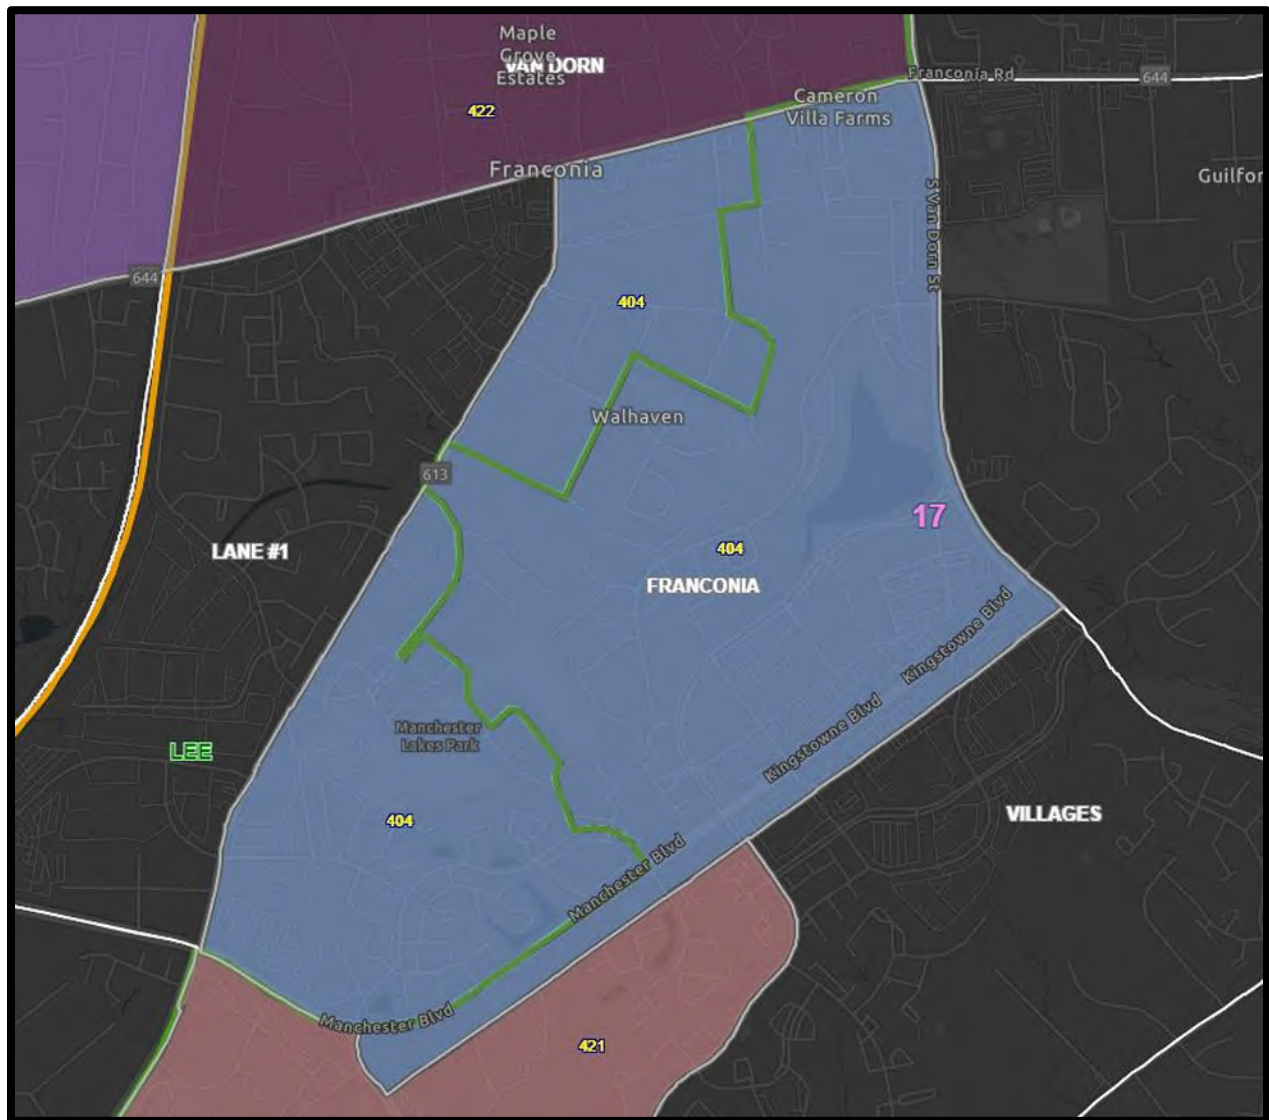 Maple
Grove
Estates
VAN DORN
422
Franconia Rd
644
Cameron
Villa Farms
Franconia
Guilfor
S Van Dorn St
644
404
Walhaven
613
17
LANE #1
404
FRANCONIA
Kingstowne Blvd
Kingstowne Blvd
Manchester
Lakes Park
LEE
VILLAGES
404
Manchester Blvd
Manchester Blvd
421